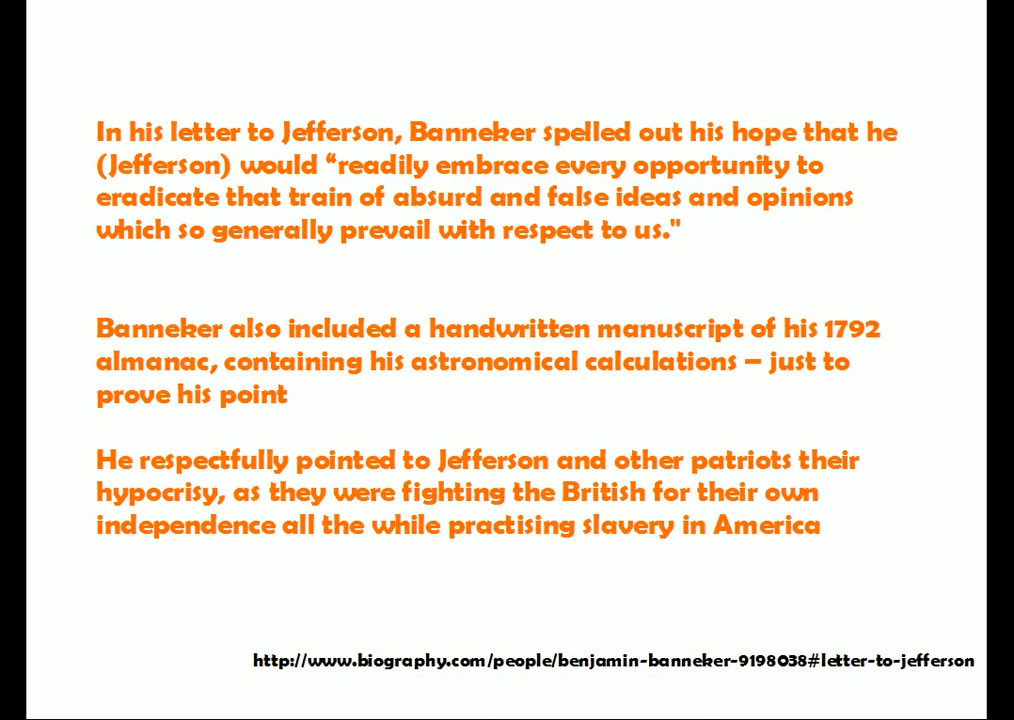 In his letter to Jefferson, Banneker spelled out his hope that he
(Jefferson) would “readily embrace every opportunity to
eradicate that train of absurd and false ideas and opinions
which so generally prevail with respect to us."
Banneker also included a handwritten manuscript of his 1792
almanac, containing his astronomical calculations – just to
prove his point
He respectfully pointed to Jefferson and other patriots their
hypocrisy, as they were fighting the British for their own
independence all the while practising slavery in America
http://www.biography.com/people/benjamin-banneker-9198038#letter-to-jefferson